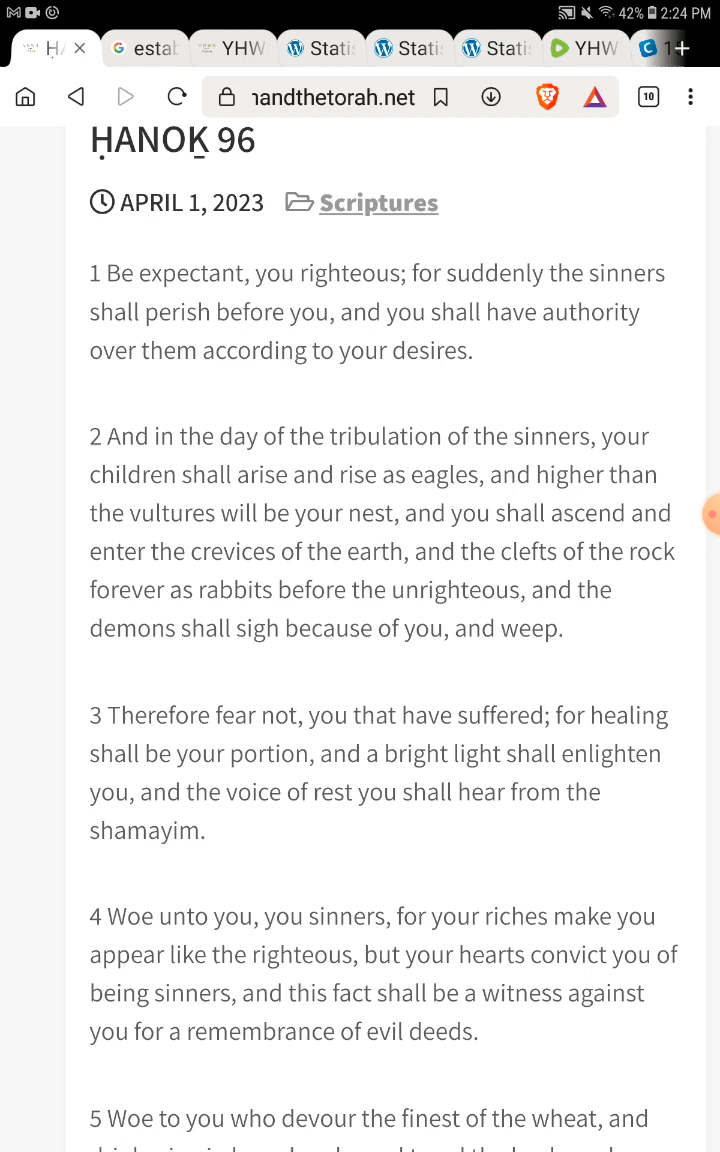 42% 2:24 PM
Ḥ
estab
YHW
Statis
Statis
Statis
YHW
1
handthetorah.net
10
ḤANOḴ 96
APRIL 1, 2023 Scriptures
1 Be expectant, you righteous; for suddenly the sinners
shall perish before you, and you shall have authority
over them according to your desires.
2 And in the day of the tribulation of the sinners, your
children shall arise and rise as eagles, and higher than
the vultures will be your nest, and you shall ascend and
enter the crevices of the earth, and the clefts of the rock
forever as rabbits before the unrighteous, and the
demons shall sigh because of you, and weep.
3 Therefore fear not, you that have suffered; for healing
shall be your portion, and a bright light shall enlighten
you, and the voice of rest you shall hear from the
shamayim.
4 Woe unto you, you sinners, for your riches make you
appear like the righteous, but your hearts convict you of
being sinners, and this fact shall be a witness against
you for a remembrance of evil deeds.
5 Woe to you who devour the finest of the wheat, and